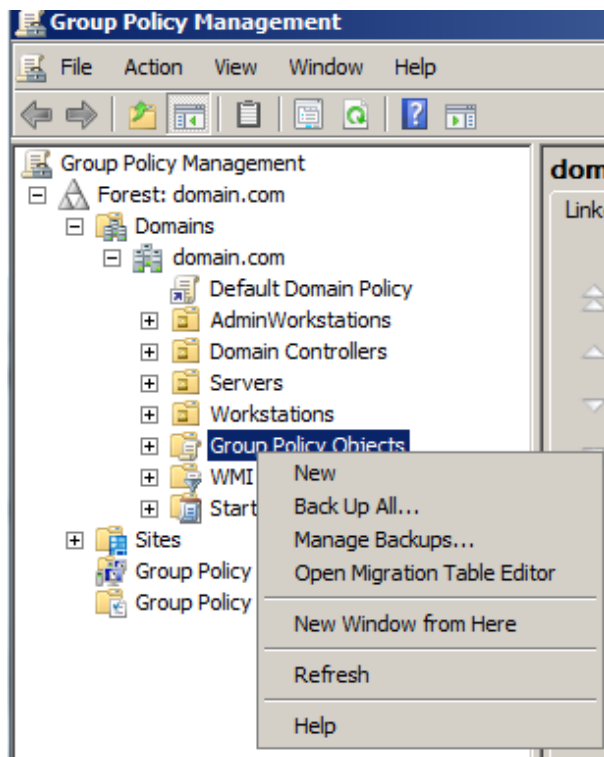 Group Policy Management
File Action View Window Help
Group Policy Management
Forest: domain.com
Domains
domain.com
Default Domain Policy
AdminWorkstations
Domain Controllers
Servers
Workstations
Group Policy Objects
WMI
Start
Sites
Group Policy
Group Policy
New
Back Up All...
Manage Backups...
Open Migration Table Editor
New Window from Here
Refresh
Help